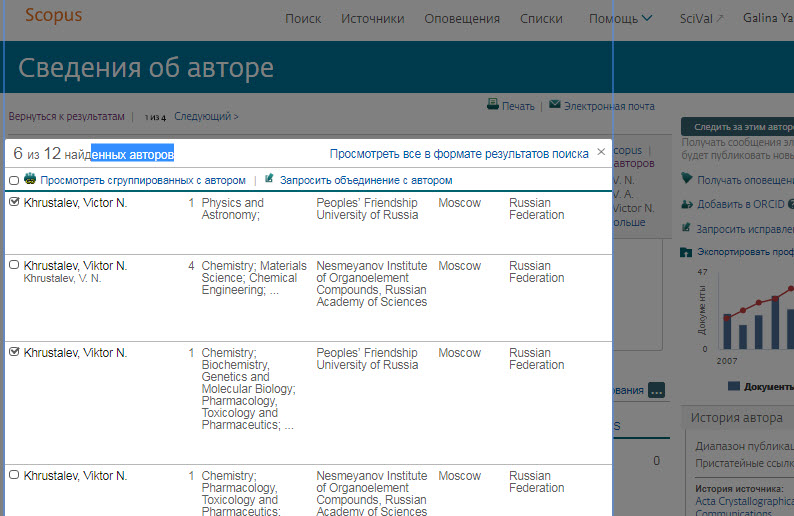 Scopus
Поиск Источники Оповещения Списки Помощь SciVal Galina Ya
Сведения об авторе
Вернуться к результатам | 1 из 4 Следующий >
Печать | Электронная почта
Следить за этим авторо
Получать сообщения эл
будет публиковать новы
Получать оповещени
Добавить в ORCID
Запросить исправле
Экспортировать проф
copus |
авторов
V. N.
V. A.
Victor N.
ольше
6 из 12 найденных авторов Просмотреть все в формате результатов поиска ×
Просмотреть сгруппированных с автором | Запросить объединение с автором
Khrustalev, Victor N. 1 Physics and Peoples' Friendship Moscow Russian
Astronomy; University of Russia Federation
Khrustalev, Viktor N. 4 Chemistry; Materials Nesmeyanov Institute Moscow Russian
Khrustalev, V. N. Science; Chemical of Organoelement Federation
Engineering; ... Compounds, Russian
Academy of Sciences
Khrustalev, Viktor N. 1 Chemistry; Peoples' Friendship Moscow Russian
Biochemistry, University of Russia Federation
Genetics and
Molecular Biology;
Pharmacology,
Toxicology and
Pharmaceutics; ...
Khrustalev, Viktor N. 1 Chemistry; Nesmeyanov Institute Moscow Russian
Pharmacology, of Organoelement Federation
Toxicology and Compounds, Russian
Pharmaceutics; Academy of Sciences
47
Документы
0
2007
Документы
ования ...
s
0
История автора
Диапазон публикац
Пристатейные ссылк
История источника:
Acta Crystallographica
Communications